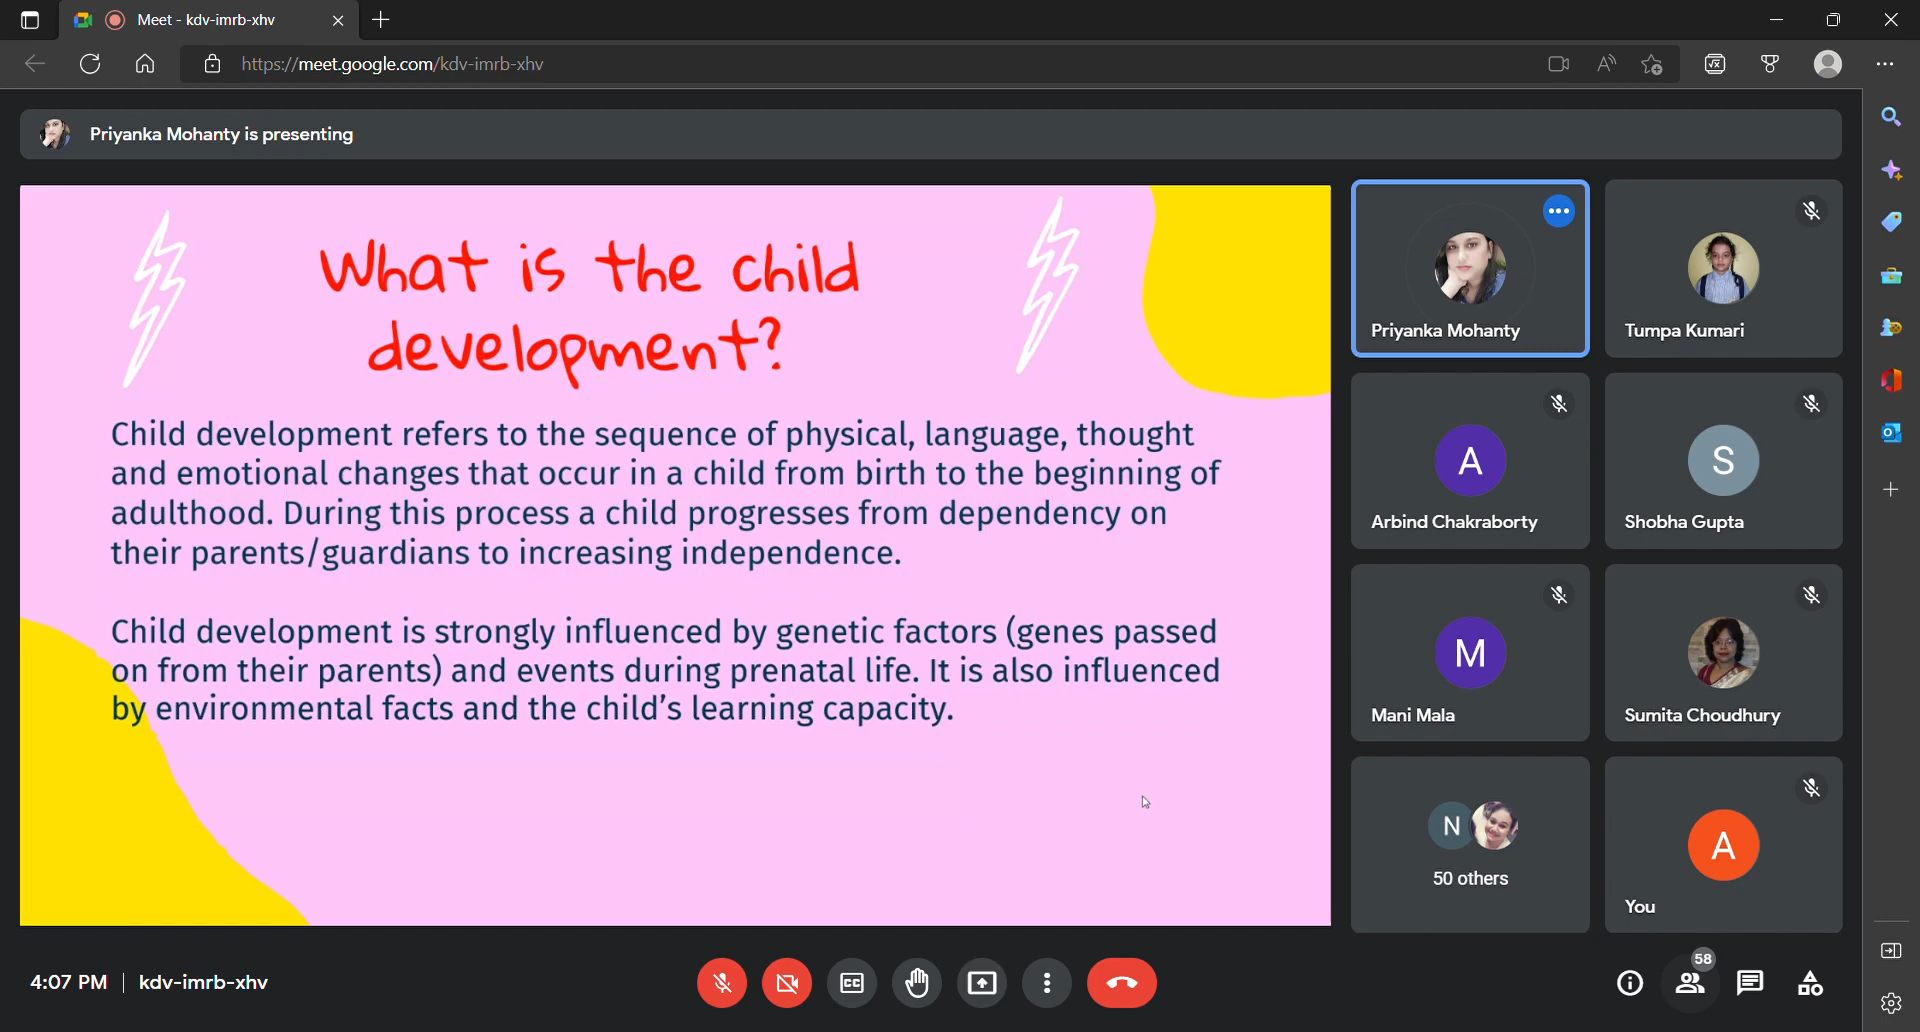 Meet - kdv-imrb-xhv
https://meet.google.com/kdv-imrb-xhv
Priyanka Mohanty is presenting
What is the child
development?
Child development refers to the sequence of physical, language, thought
and emotional changes that occur in a child from birth to the beginning of
adulthood. During this process a child progresses from dependency on
their parents/guardians to increasing independence.
Child development is strongly influenced by genetic factors (genes passed
on from their parents) and events during prenatal life. It is also influenced
by environmental facts and the child's learning capacity.
Priyanka Mohanty
Tumpa Kumari
A
Arbind Chakraborty
S
Shobha Gupta
M
Mani Mala
Sumita Choudhury
N
50 others
A
You
4:07 PM
kdv-imrb-xhv
CC
58